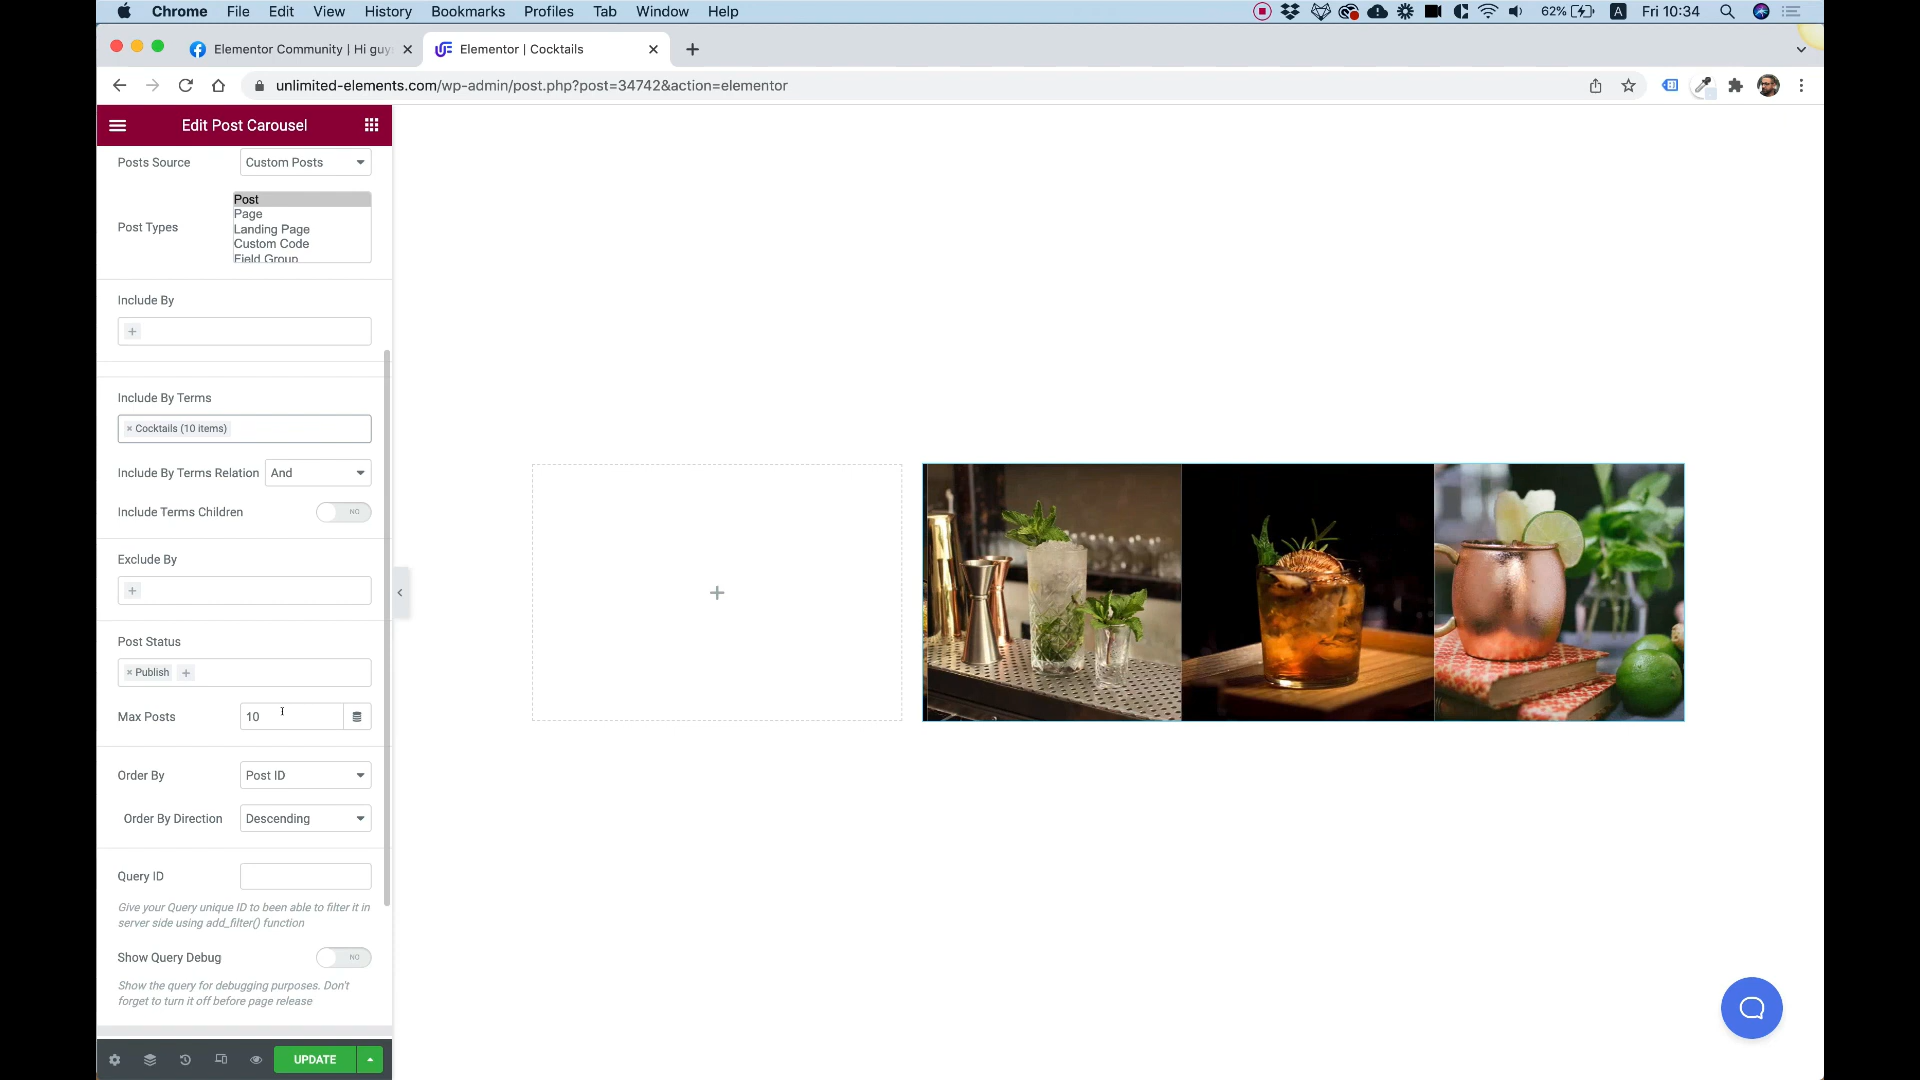 Chrome File Edit View History Bookmarks Profiles Tab Window Help 62% A Fri 10:34
Elementor Community | Hi guy
Elementor | Cocktails
unlimited-elements.com/wp-admin/post.php?post=34742&action=elementor
Edit Post Carousel
Posts Source Custom Posts
Post Types
Post
Page
Landing Page
Custom Code
Field Group
Include By
+
Include By Terms
× Cocktails (10 items)
Include By Terms Relation And
Include Terms Children NO
Exclude By
+
Post Status
× Publish +
Max Posts 10
Order By Post ID
Order By Direction Descending
Query ID
Give your Query unique ID to been able to filter it in
server side using add_filter() function
Show Query Debug NO
Show the query for debugging purposes. Don't
forget to turn it off before page release
UPDATE